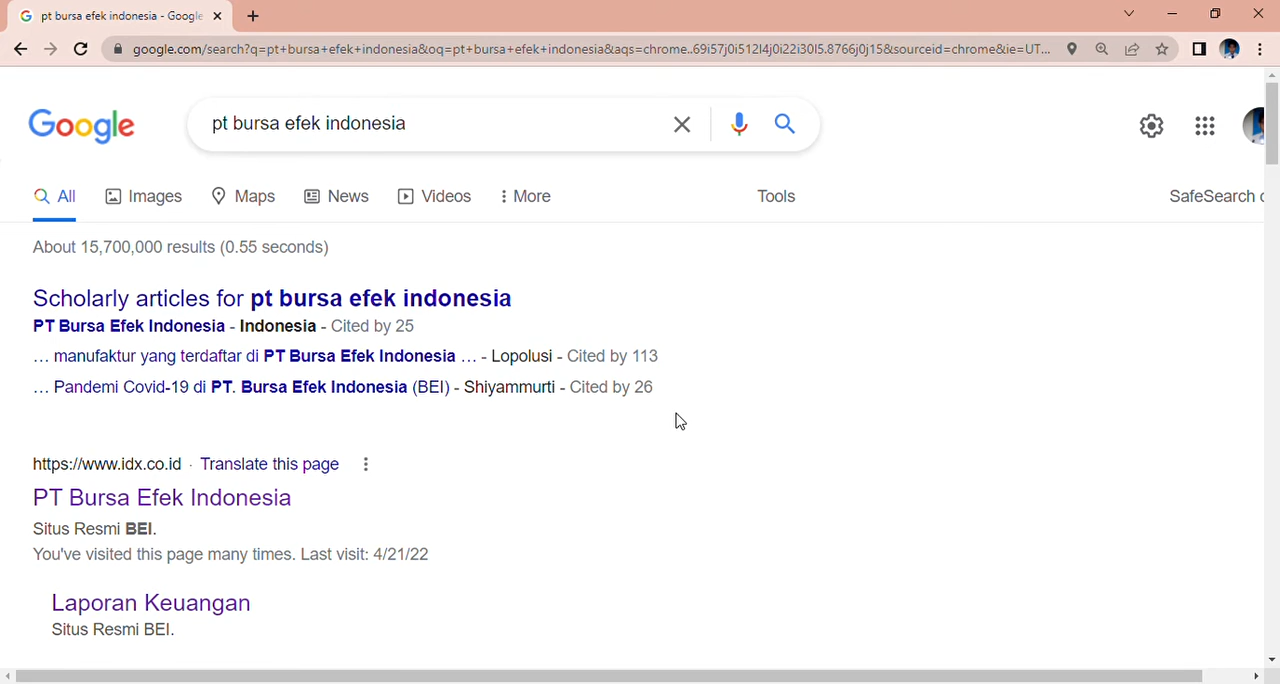 pt bursa efek indonesia - Google
google.com/search?q=pt+bursa+efek+indonesia&oq=pt+bursa+efek+indonesia&aqs=chrome..69i57j0i512l4j0i22i30l5.8766j0j15&sourceid=chrome&ie=UT...
Google
pt bursa efek indonesia
All Images Maps News Videos More Tools SafeSearch
About 15,700,000 results (0.55 seconds)
Scholarly articles for pt bursa efek indonesia
PT Bursa Efek Indonesia - Indonesia - Cited by 25
... manufaktur yang terdaftar di PT Bursa Efek Indonesia ... - Lopolusi - Cited by 113
... Pandemi Covid-19 di PT. Bursa Efek Indonesia (BEI) - Shiyammurti - Cited by 26
https://www.idx.co.id · Translate this page
PT Bursa Efek Indonesia
Situs Resmi BEI.
You've visited this page many times. Last visit: 4/21/22
Laporan Keuangan
Situs Resmi BEI.